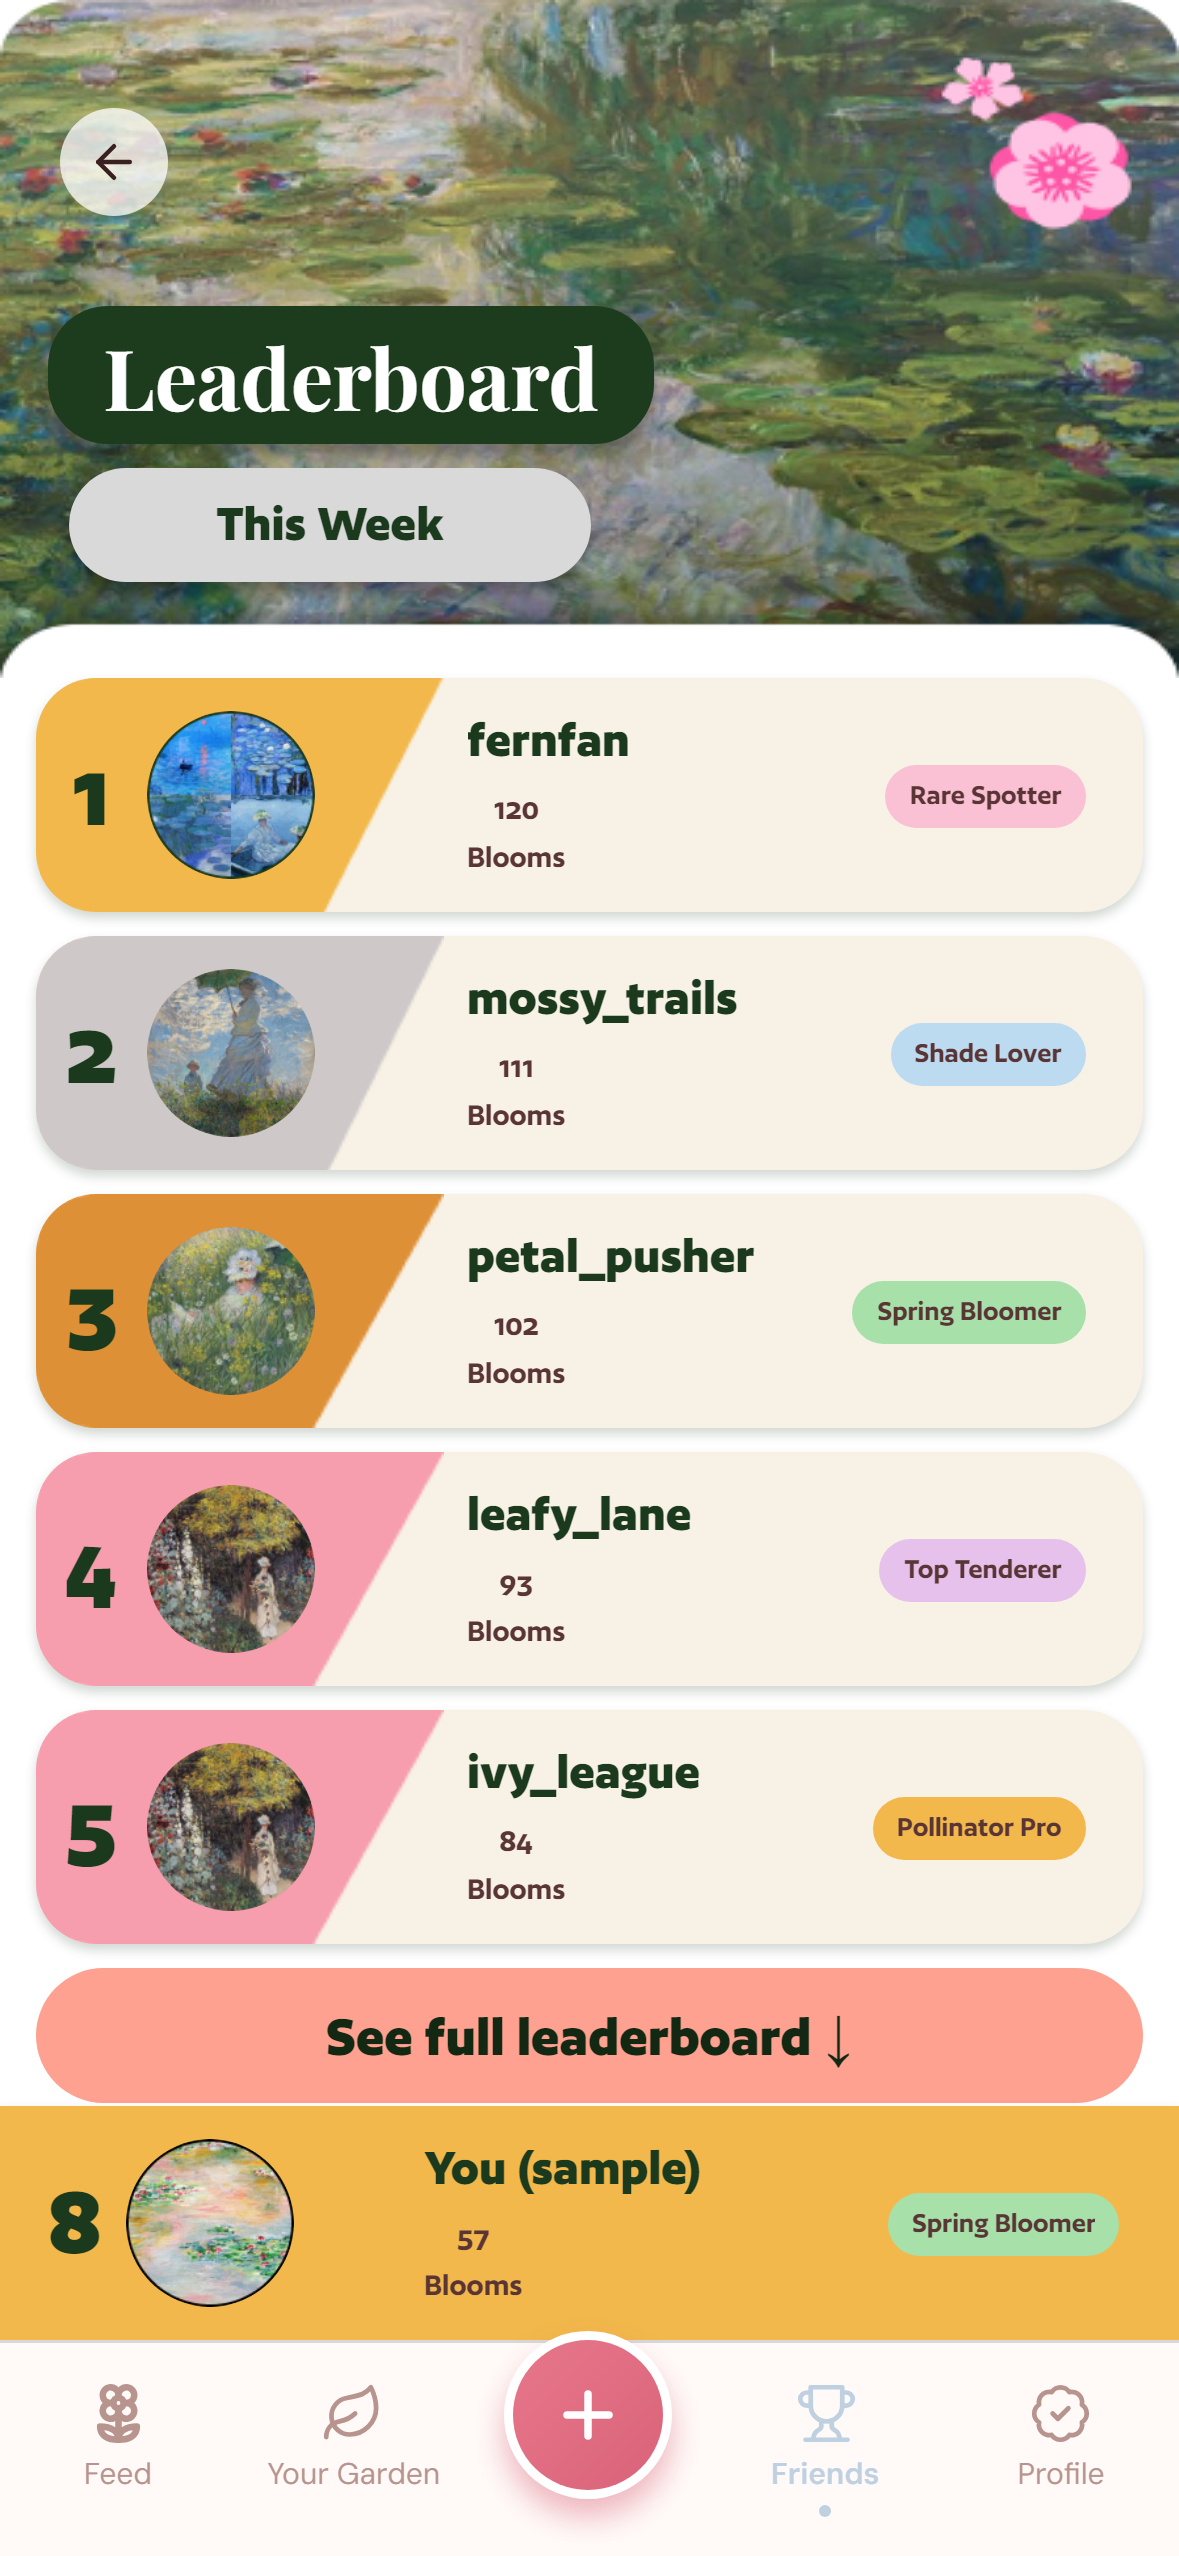 Leaderboard
This Week
1
fernfan
120
Blooms
Rare Spotter
2
mossy_trails
111
Blooms
Shade Lover
3
petal_pusher
102
Blooms
Spring Bloomer
4
leafy_lane
93
Blooms
Top Tenderer
5
ivy_league
84
Blooms
Pollinator Pro
See full leaderboard ↓
8
You (sample)
57
Blooms
Spring Bloomer
Feed
Your Garden
Friends
Profile